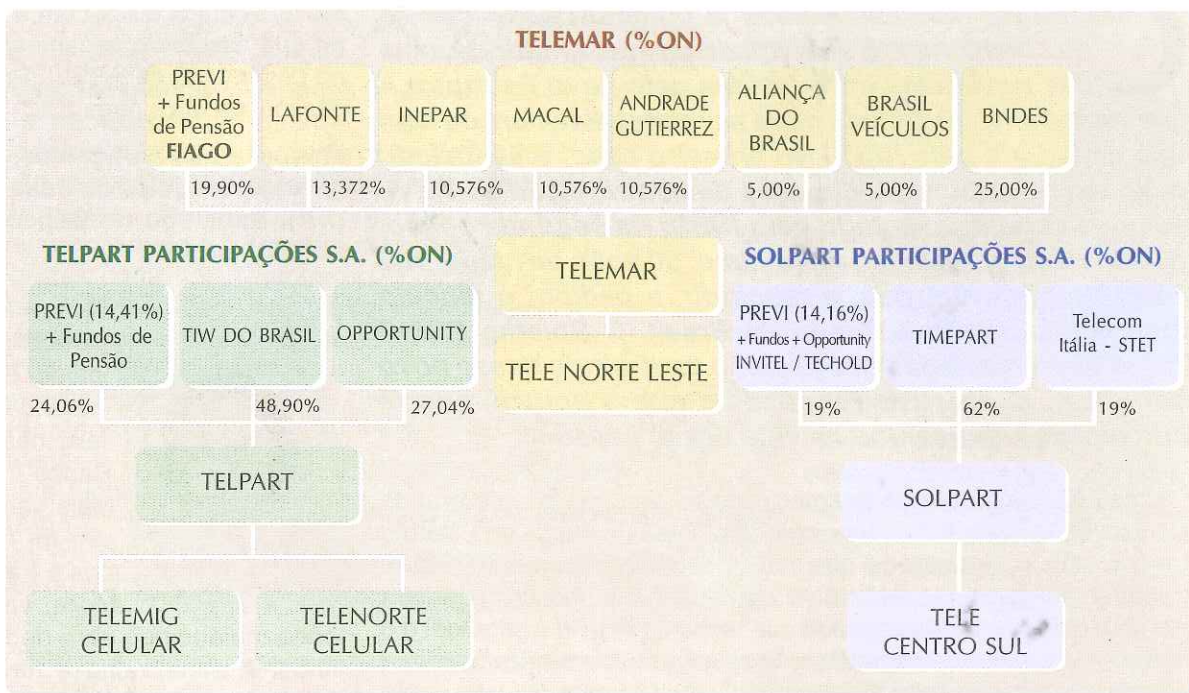 TELEMAR (%ON)
PREVI
+ Fundos
de Pensão
FIAGO
LAFONTE
INEPAR
MACAL
ANDRADE
GUTIERREZ
ALIANÇA
DO
BRASIL
BRASIL
VEÍCULOS
BNDES
19,90%
13,372%
10,576%
10,576%
10,576%
5,00%
5,00%
25,00%
TELEMAR
TELE NORTE LESTE
TELPART PARTICIPAÇÕES S.A. (%ON)
PREVI (14,41%)
+ Fundos de
Pensão
TIW DO BRASIL
OPPORTUNITY
24,06%
48,90%
27,04%
TELPART
TELEMIG
CELULAR
TELENORTE
CELULAR
SOLPART PARTICIPAÇÕES S.A. (%ON)
PREVI (14,16%)
+ Fundos + Opportunity
INVITEL / TECHOLD
TIMEPART
Telecom
Itália - STET
19%
62%
19%
SOLPART
TELE
CENTRO SUL